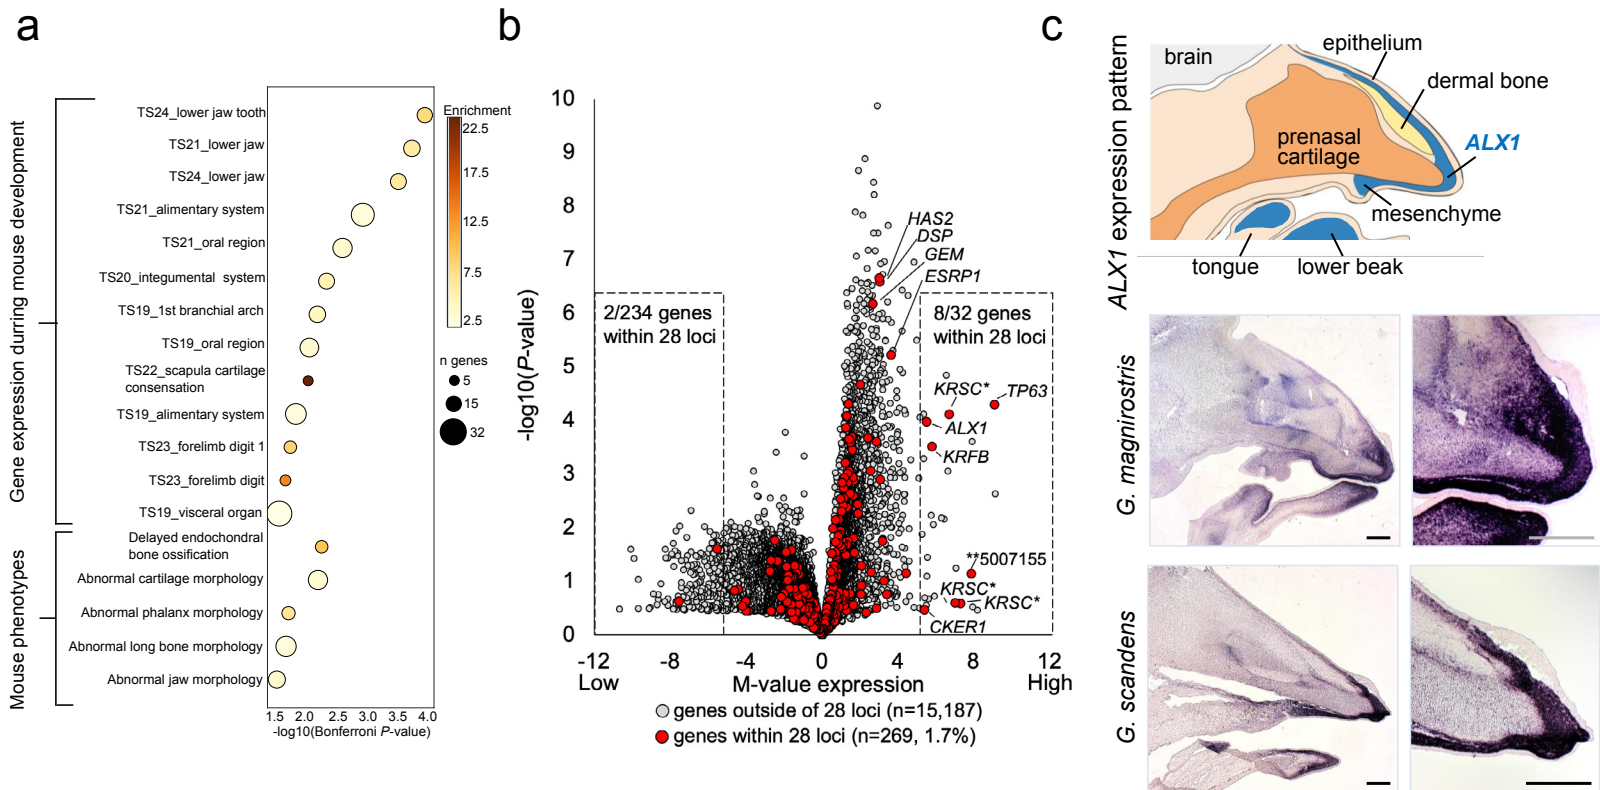 a
Gene expression durring mouse development
Mouse phenotypes
TS24_lower jaw tooth
TS21_lower jaw
TS24_lower jaw
TS21_alimentary system
TS21_oral region
TS20_integumental system
TS19_1st branchial arch
TS19_oral region
TS22_scapula cartilage
consensation
TS19_alimentary system
TS23_forelimb digit 1
TS23_forelimb digit
TS19_visceral organ
Delayed endochondral
bone ossification
Abnormal cartilage morphology
Abnormal phalanx morphology
Abnormal long bone morphology
Abnormal jaw morphology
1.5 2.0 2.5 3.0 3.5 4.0
-log10(Bonferroni P-value)
Enrichment
22.5
17.5
12.5
7.5
2.5
n genes
5
15
32
b
-log10(P-value)
10
9
8
7
6
5
4
3
2
1
0
2/234 genes
within 28 loci
8/32 genes
within 28 loci
HAS2
DSP
GEM
ESRP1
KRSC*
TP63
ALX1
KRFB
**5007155
KRSC*
KRSC*
CKER1
-12 -8 -4 0 4 8 12
Low M-value expression High
genes outside of 28 loci (n=15,187)
genes within 28 loci (n=269, 1.7%)
c
ALX1 expression pattern
brain
epithelium
dermal bone
prenasal
cartilage
ALX1
mesenchyme
tongue
lower beak
G. magnirostris
G. scandens